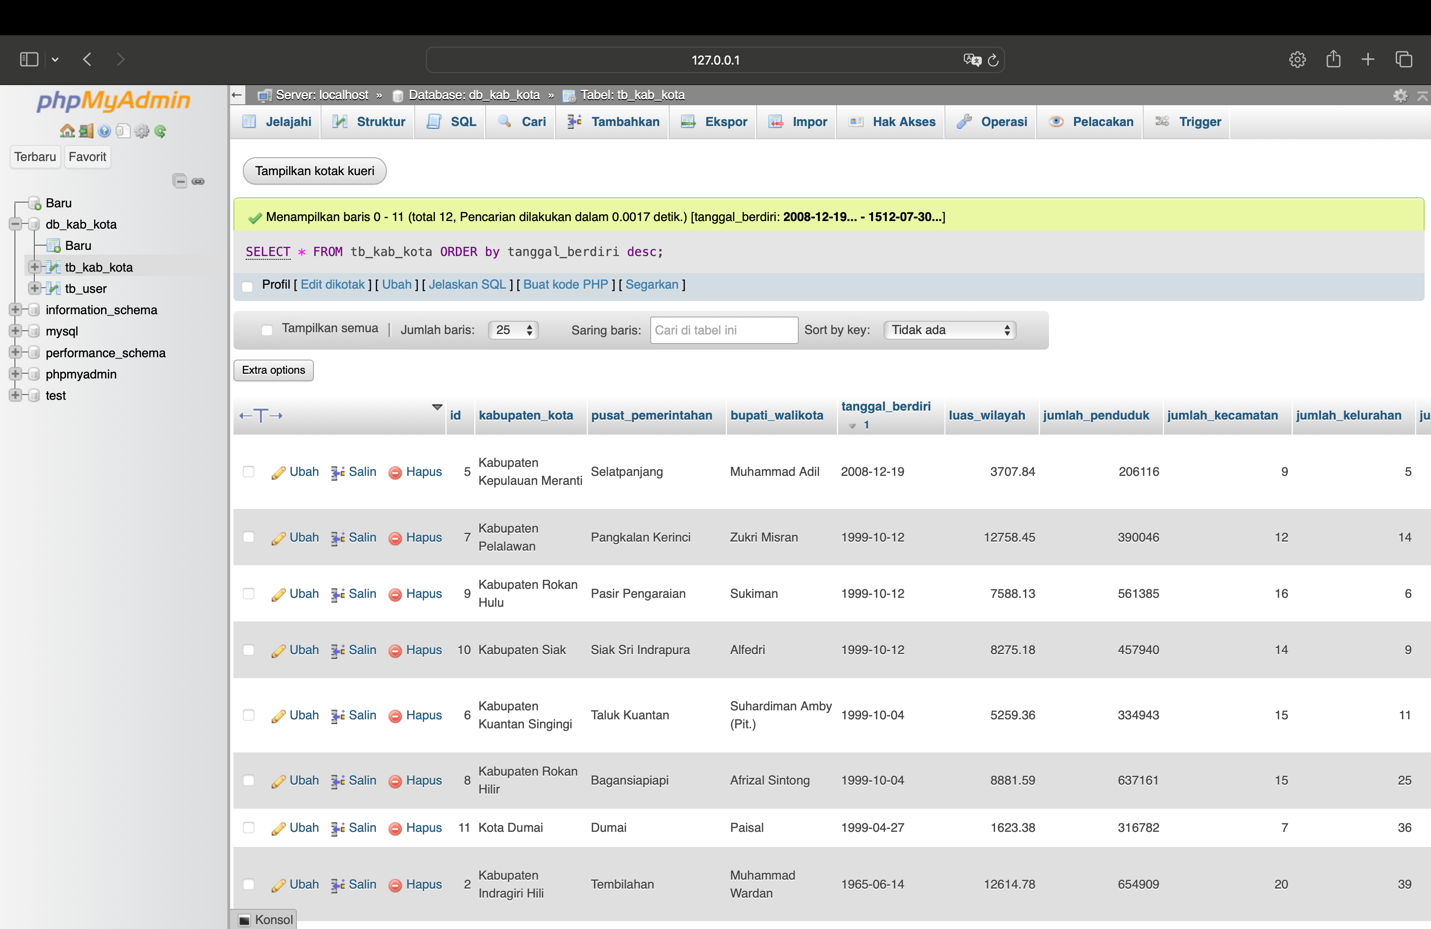 127.0.0.1
phpMyAdmin
Terbaru Favorit
Baru
db_kab_kota
Baru
tb_kab_kota
tb_user
information_schema
mysql
performance_schema
phpmyadmin
test
Server: localhost » Database: db_kab_kota » Tabel: tb_kab_kota
Jelajahi Struktur SQL Cari Tambahkan Ekspor Impor Hak Akses Operasi Pelacakan Trigger
Tampilkan kotak kueri
Menampilkan baris 0 - 11 (total 12, Pencarian dilakukan dalam 0.0017 detik.) [tanggal_berdiri: 2008-12-19... - 1512-07-30...]
SELECT * FROM tb_kab_kota ORDER by tanggal_berdiri desc;
Profil [ Edit dikotak ] [ Ubah ] [ Jelaskan SQL ] [ Buat kode PHP ] [ Segarkan ]
Tampilkan semua | Jumlah baris: 25 Saring baris: Cari di tabel ini Sort by key: Tidak ada
Extra options
←T→ id kabupaten_kota pusat_pemerintahan bupati_walikota tanggal_berdiri 1 luas_wilayah jumlah_penduduk jumlah_kecamatan jumlah_kelurahan ju
Ubah Salin Hapus 5 Kabupaten Kepulauan Meranti Selatpanjang Muhammad Adil 2008-12-19 3707.84 206116 9 5
Ubah Salin Hapus 7 Kabupaten Pelalawan Pangkalan Kerinci Zukri Misran 1999-10-12 12758.45 390046 12 14
Ubah Salin Hapus 9 Kabupaten Rokan Hulu Pasir Pengaraian Sukiman 1999-10-12 7588.13 561385 16 6
Ubah Salin Hapus 10 Kabupaten Siak Siak Sri Indrapura Alfedri 1999-10-12 8275.18 457940 14 9
Ubah Salin Hapus 6 Kabupaten Kuantan Singingi Taluk Kuantan Suhardiman Amby (Pit.) 1999-10-04 5259.36 334943 15 11
Ubah Salin Hapus 8 Kabupaten Rokan Hilir Bagansiapiapi Afrizal Sintong 1999-10-04 8881.59 637161 15 25
Ubah Salin Hapus 11 Kota Dumai Dumai Paisal 1999-04-27 1623.38 316782 7 36
Ubah Salin Hapus 2 Kabupaten Indragiri Hili Tembilahan Muhammad Wardan 1965-06-14 12614.78 654909 20 39
Konsol